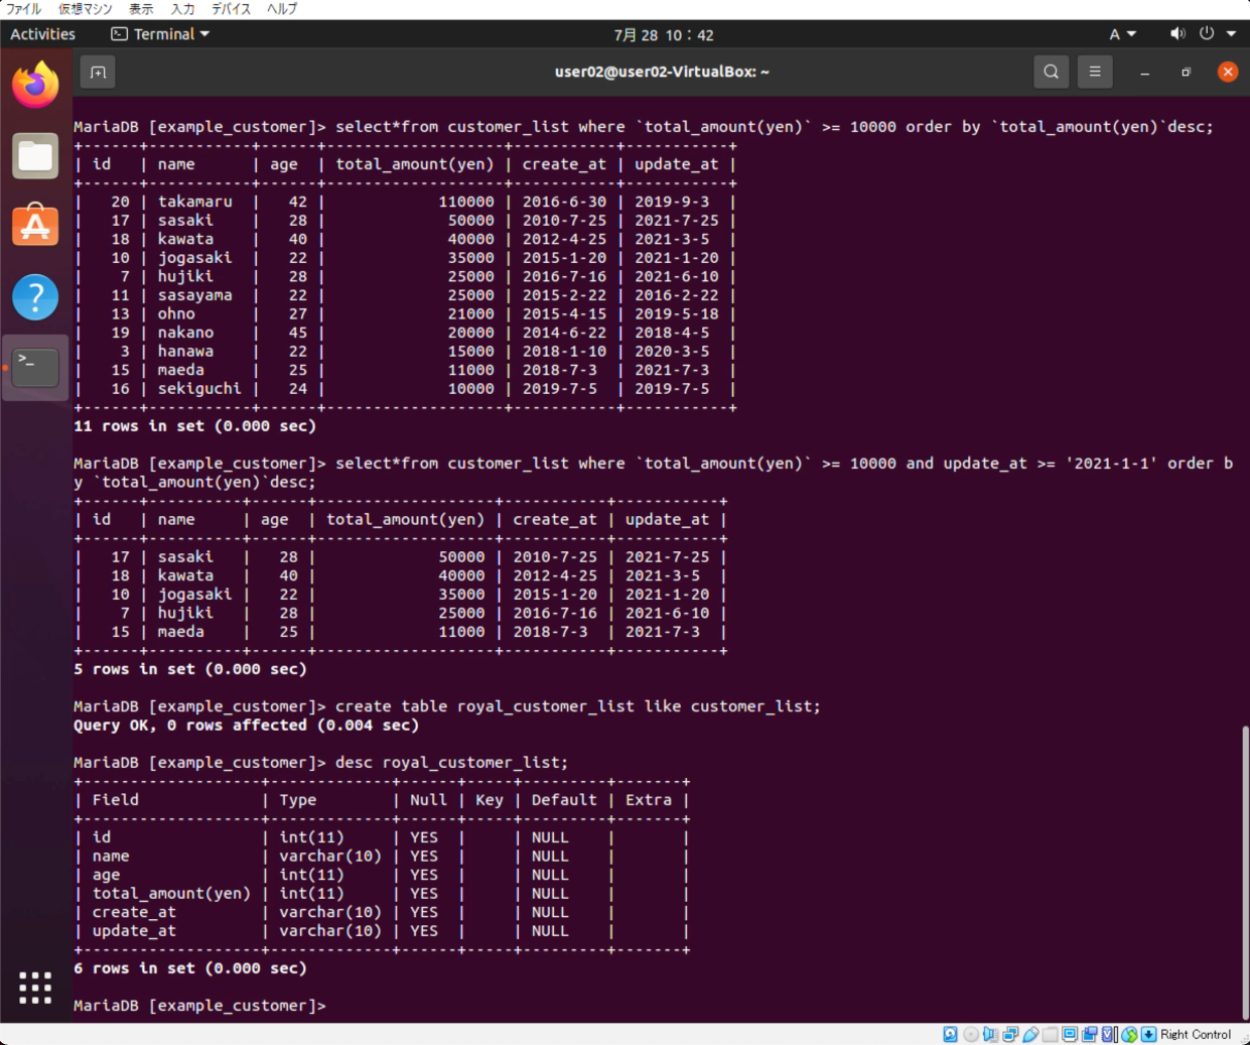 ファイル 仮想マシン 表示 入力 デバイス ヘルプ
Activities Terminal 7月 28 10：42 A
user02@user02-VirtualBox: ~
MariaDB [example_customer]> select*from customer_list where `total_amount(yen)` >= 10000 order by `total_amount(yen)`desc;
+------+-----------+------+-------------------+-----------+-----------+
| id   | name      | age  | total_amount(yen) | create_at | update_at |
+------+-----------+------+-------------------+-----------+-----------+
|   20 | takamaru  |   42 |            110000 | 2016-6-30 | 2019-9-3  |
|   17 | sasaki    |   28 |             50000 | 2010-7-25 | 2021-7-25 |
|   18 | kawata    |   40 |             40000 | 2012-4-25 | 2021-3-5  |
|   10 | jogasaki  |   22 |             35000 | 2015-1-20 | 2021-1-20 |
|    7 | hujiki    |   28 |             25000 | 2016-7-16 | 2021-6-10 |
|   11 | sasayama  |   22 |             25000 | 2015-2-22 | 2016-2-22 |
|   13 | ohno      |   27 |             21000 | 2015-4-15 | 2019-5-18 |
|   19 | nakano    |   45 |             20000 | 2014-6-22 | 2018-4-5  |
|    3 | hanawa    |   22 |             15000 | 2018-1-10 | 2020-3-5  |
|   15 | maeda     |   25 |             11000 | 2018-7-3  | 2021-7-3  |
|   16 | sekiguchi |   24 |             10000 | 2019-7-5  | 2019-7-5  |
+------+-----------+------+-------------------+-----------+-----------+
11 rows in set (0.000 sec)
MariaDB [example_customer]> select*from customer_list where `total_amount(yen)` >= 10000 and update_at >= '2021-1-1' order b
y `total_amount(yen)`desc;
+------+----------+------+-------------------+-----------+-----------+
| id   | name     | age  | total_amount(yen) | create_at | update_at |
+------+----------+------+-------------------+-----------+-----------+
|   17 | sasaki   |   28 |             50000 | 2010-7-25 | 2021-7-25 |
|   18 | kawata   |   40 |             40000 | 2012-4-25 | 2021-3-5  |
|   10 | jogasaki |   22 |             35000 | 2015-1-20 | 2021-1-20 |
|    7 | hujiki   |   28 |             25000 | 2016-7-16 | 2021-6-10 |
|   15 | maeda    |   25 |             11000 | 2018-7-3  | 2021-7-3  |
+------+----------+------+-------------------+-----------+-----------+
5 rows in set (0.000 sec)
MariaDB [example_customer]> create table royal_customer_list like customer_list;
Query OK, 0 rows affected (0.004 sec)
MariaDB [example_customer]> desc royal_customer_list;
+-------------------+-------------+------+-----+---------+-------+
| Field             | Type        | Null | Key | Default | Extra |
+-------------------+-------------+------+-----+---------+-------+
| id                | int(11)     | YES  |     | NULL    |       |
| name              | varchar(10) | YES  |     | NULL    |       |
| age               | int(11)     | YES  |     | NULL    |       |
| total_amount(yen) | int(11)     | YES  |     | NULL    |       |
| create_at         | varchar(10) | YES  |     | NULL    |       |
| update_at         | varchar(10) | YES  |     | NULL    |       |
+-------------------+-------------+------+-----+---------+-------+
6 rows in set (0.000 sec)
MariaDB [example_customer]>
Right Control